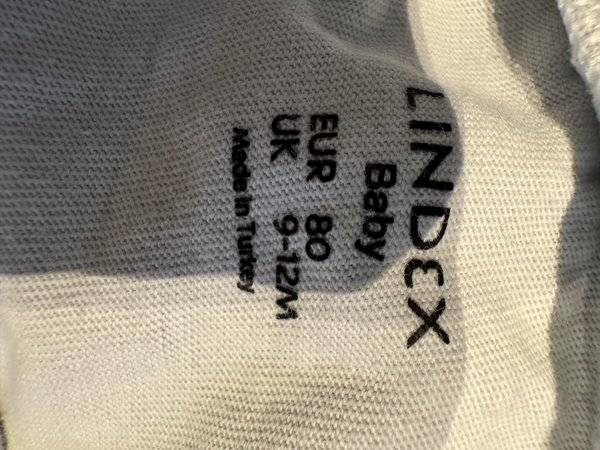 LINDEX
Baby
EUR 80
UK 9-12M
Made in Turkey